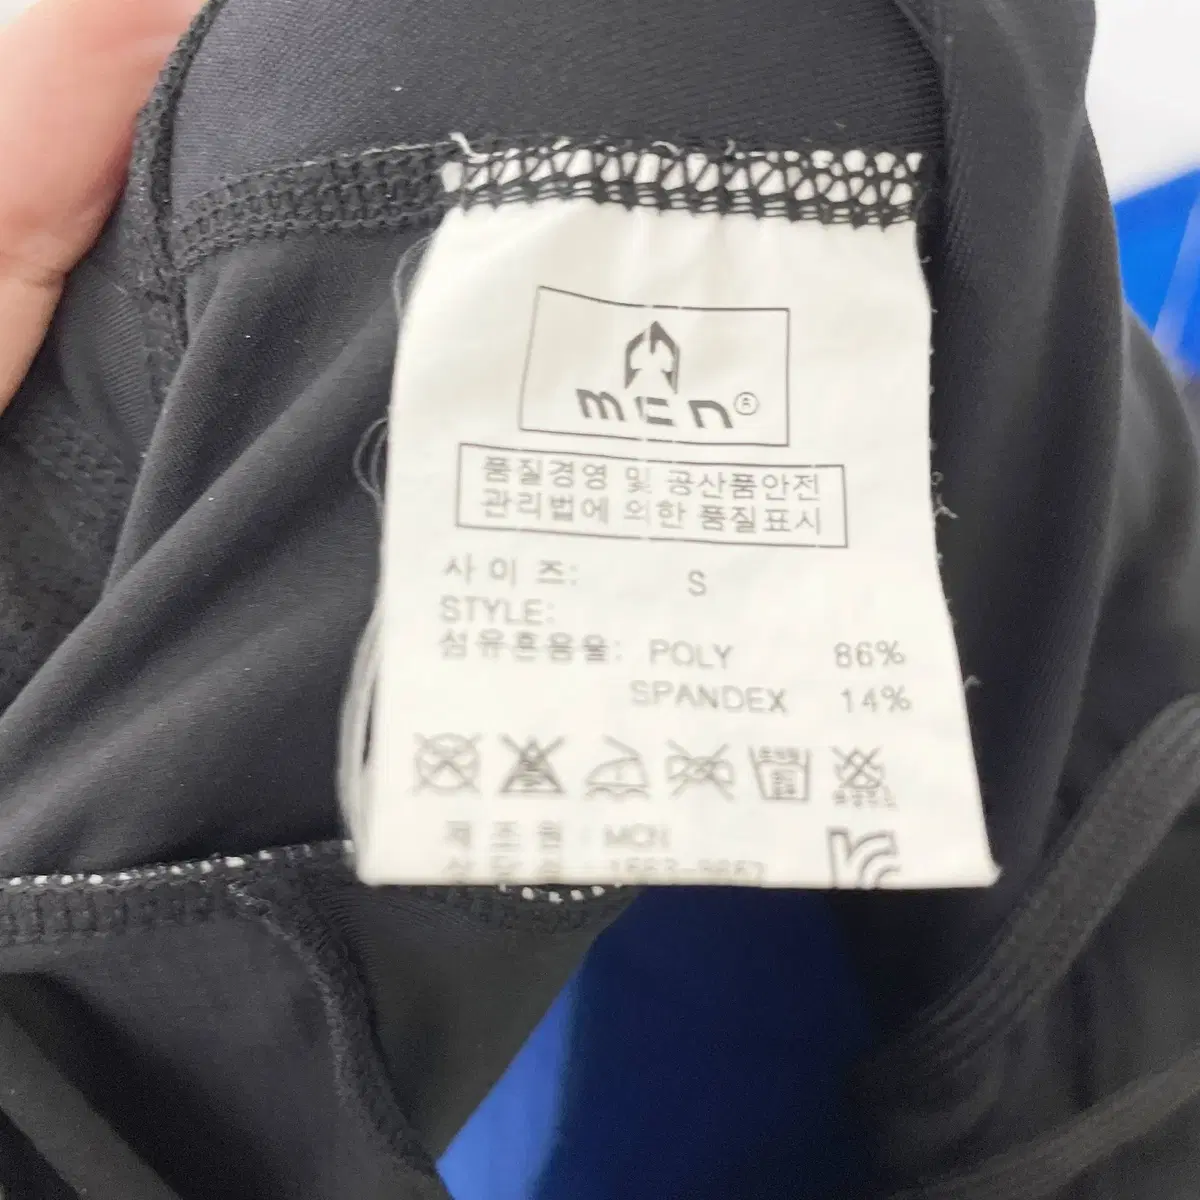 mcn®
품질경영 및 공산품안전
관리법에 의한 품질표시
사 이 즈: S
STYLE:
섬유혼용율: POLY 86%
SPANDEX 14%
제 조 원 : MCN